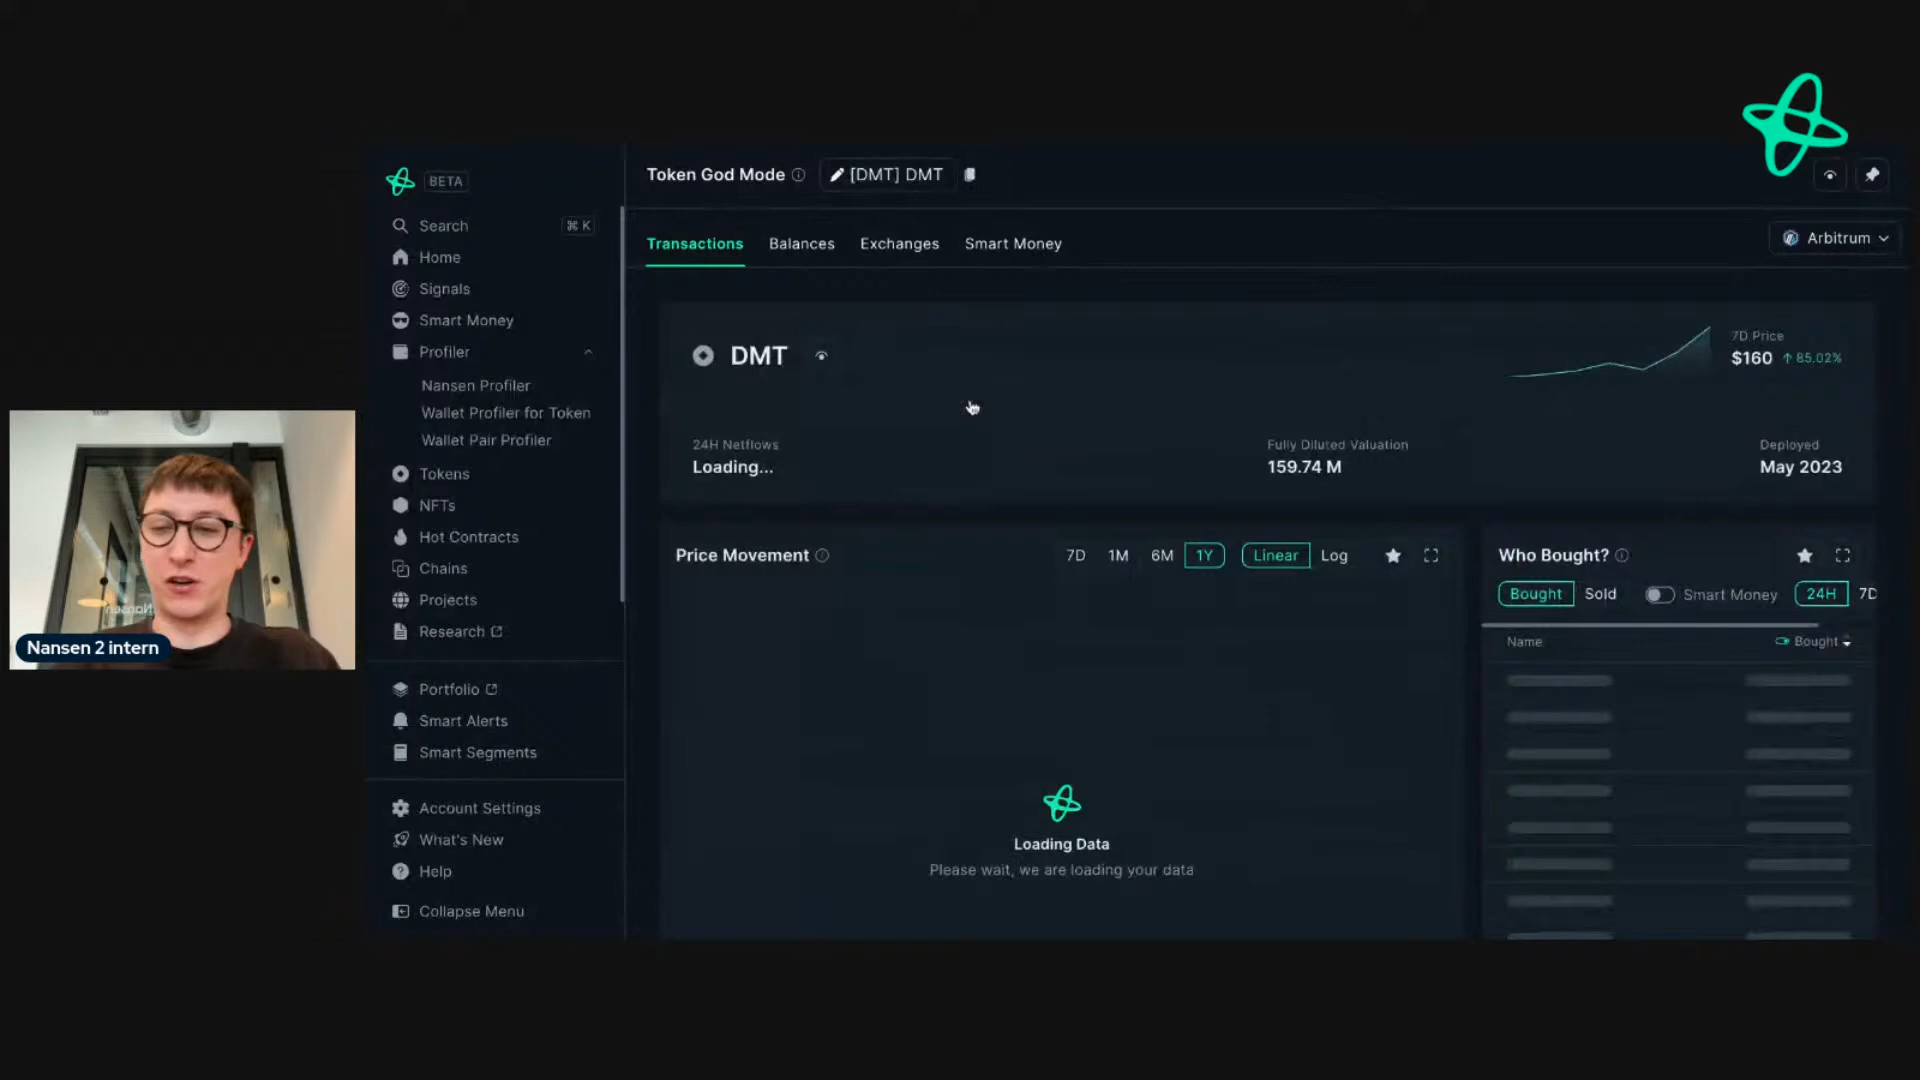 BETA
Search
⌘ K
Home
Signals
Smart Money
Profiler
Nansen Profiler
Wallet Profiler for Token
Wallet Pair Profiler
Tokens
NFTs
Hot Contracts
Chains
Projects
Research
Portfolio
Smart Alerts
Smart Segments
Account Settings
What's New
Help
Collapse Menu
Token God Mode
[DMT] DMT
Transactions
Balances
Exchanges
Smart Money
Arbitrum
DMT
7D Price
$160 ↑ 85.02%
24H Netflows
Loading...
Fully Diluted Valuation
159.74 M
Deployed
May 2023
Price Movement
7D 1M 6M 1Y
Linear Log
Loading Data
Please wait, we are loading your data
Who Bought?
Bought Sold
Smart Money
24H 7D
Name
Bought
Nansen
Nansen 2 intern